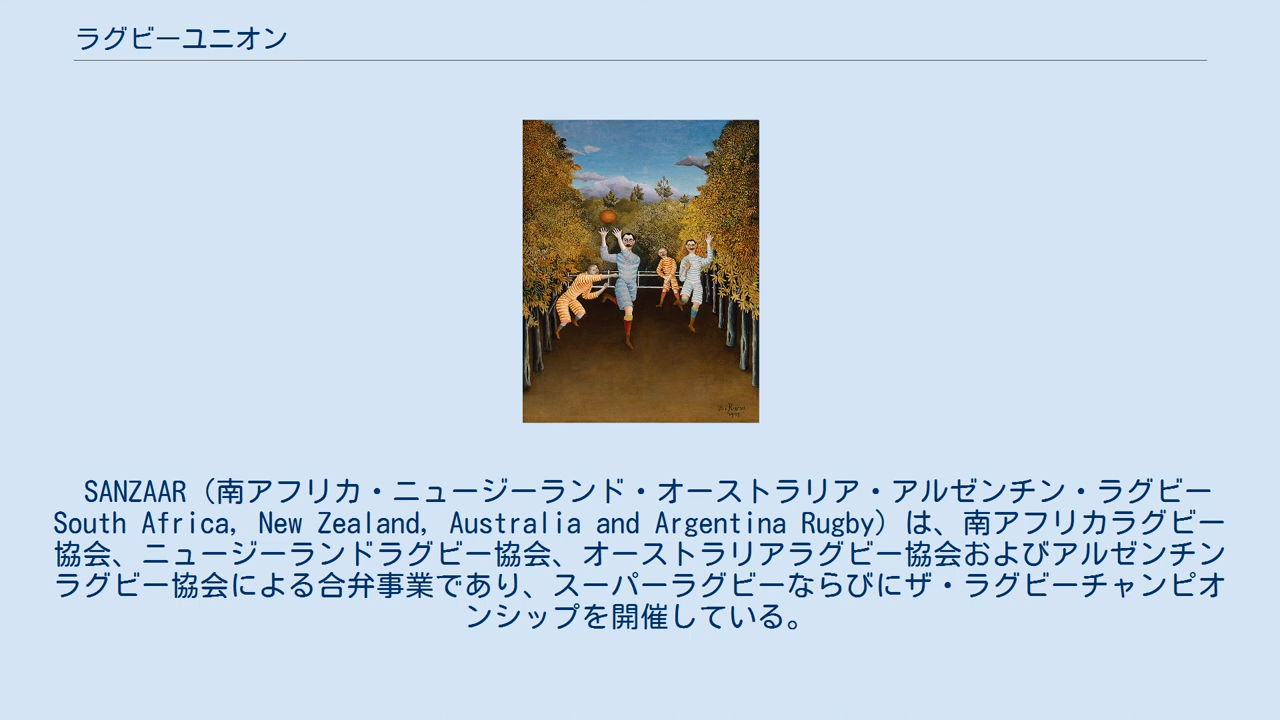 ラグビーユニオン
SANZAAR（南アフリカ・ニュージーランド・オーストラリア・アルゼンチン・ラグビー
South Africa, New Zealand, Australia and Argentina Rugby）は、南アフリカラグビー
協会、ニュージーランドラグビー協会、オーストラリアラグビー協会およびアルゼンチン
ラグビー協会による合弁事業であり、スーパーラグビーならびにザ・ラグビーチャンピオ
ンシップを開催している。